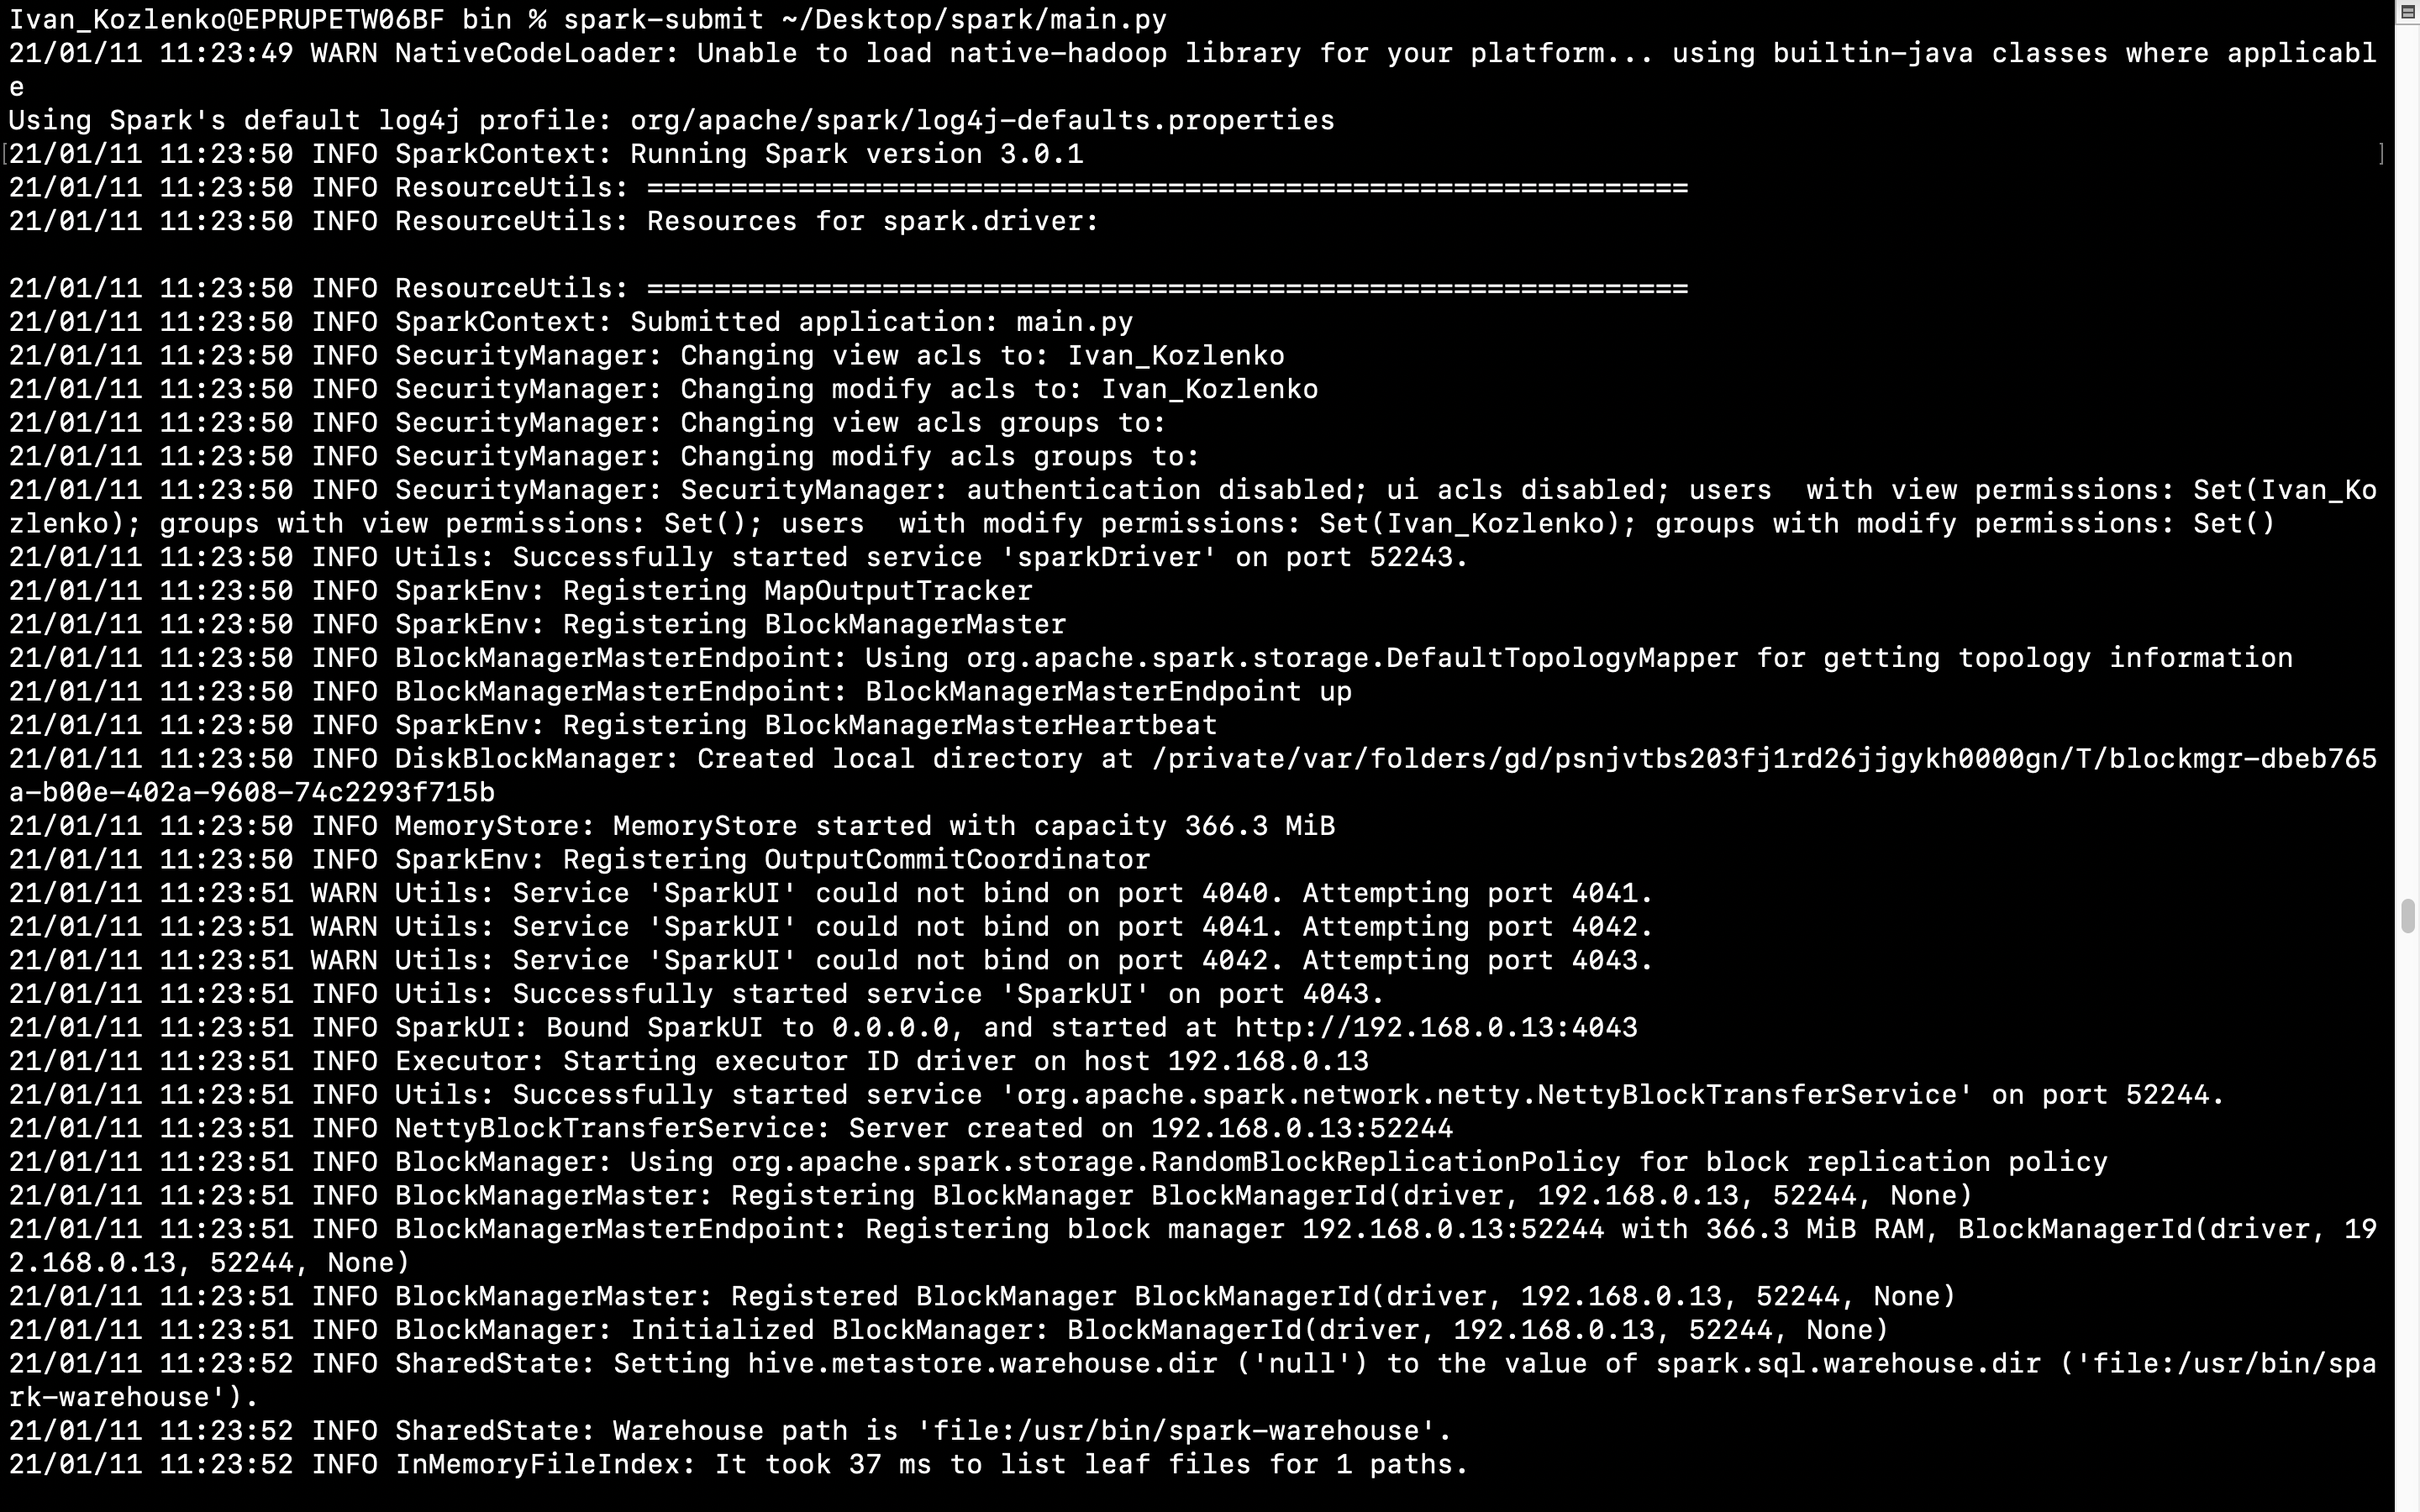 Ivan_Kozlenko@EPRUPETW06BF bin % spark-submit ~/Desktop/spark/main.py
21/01/11 11:23:49 WARN NativeCodeLoader: Unable to load native-hadoop library for your platform... using builtin-java classes where applicabl
e
Using Spark's default log4j profile: org/apache/spark/log4j-defaults.properties
[21/01/11 11:23:50 INFO SparkContext: Running Spark version 3.0.1 ]
21/01/11 11:23:50 INFO ResourceUtils: ==============================================================
21/01/11 11:23:50 INFO ResourceUtils: Resources for spark.driver:
21/01/11 11:23:50 INFO ResourceUtils: ==============================================================
21/01/11 11:23:50 INFO SparkContext: Submitted application: main.py
21/01/11 11:23:50 INFO SecurityManager: Changing view acls to: Ivan_Kozlenko
21/01/11 11:23:50 INFO SecurityManager: Changing modify acls to: Ivan_Kozlenko
21/01/11 11:23:50 INFO SecurityManager: Changing view acls groups to:
21/01/11 11:23:50 INFO SecurityManager: Changing modify acls groups to:
21/01/11 11:23:50 INFO SecurityManager: SecurityManager: authentication disabled; ui acls disabled; users  with view permissions: Set(Ivan_Ko
zlenko); groups with view permissions: Set(); users  with modify permissions: Set(Ivan_Kozlenko); groups with modify permissions: Set()
21/01/11 11:23:50 INFO Utils: Successfully started service 'sparkDriver' on port 52243.
21/01/11 11:23:50 INFO SparkEnv: Registering MapOutputTracker
21/01/11 11:23:50 INFO SparkEnv: Registering BlockManagerMaster
21/01/11 11:23:50 INFO BlockManagerMasterEndpoint: Using org.apache.spark.storage.DefaultTopologyMapper for getting topology information
21/01/11 11:23:50 INFO BlockManagerMasterEndpoint: BlockManagerMasterEndpoint up
21/01/11 11:23:50 INFO SparkEnv: Registering BlockManagerMasterHeartbeat
21/01/11 11:23:50 INFO DiskBlockManager: Created local directory at /private/var/folders/gd/psnjvtbs203fj1rd26jjgykh0000gn/T/blockmgr-dbeb765
a-b00e-402a-9608-74c2293f715b
21/01/11 11:23:50 INFO MemoryStore: MemoryStore started with capacity 366.3 MiB
21/01/11 11:23:50 INFO SparkEnv: Registering OutputCommitCoordinator
21/01/11 11:23:51 WARN Utils: Service 'SparkUI' could not bind on port 4040. Attempting port 4041.
21/01/11 11:23:51 WARN Utils: Service 'SparkUI' could not bind on port 4041. Attempting port 4042.
21/01/11 11:23:51 WARN Utils: Service 'SparkUI' could not bind on port 4042. Attempting port 4043.
21/01/11 11:23:51 INFO Utils: Successfully started service 'SparkUI' on port 4043.
21/01/11 11:23:51 INFO SparkUI: Bound SparkUI to 0.0.0.0, and started at http://192.168.0.13:4043
21/01/11 11:23:51 INFO Executor: Starting executor ID driver on host 192.168.0.13
21/01/11 11:23:51 INFO Utils: Successfully started service 'org.apache.spark.network.netty.NettyBlockTransferService' on port 52244.
21/01/11 11:23:51 INFO NettyBlockTransferService: Server created on 192.168.0.13:52244
21/01/11 11:23:51 INFO BlockManager: Using org.apache.spark.storage.RandomBlockReplicationPolicy for block replication policy
21/01/11 11:23:51 INFO BlockManagerMaster: Registering BlockManager BlockManagerId(driver, 192.168.0.13, 52244, None)
21/01/11 11:23:51 INFO BlockManagerMasterEndpoint: Registering block manager 192.168.0.13:52244 with 366.3 MiB RAM, BlockManagerId(driver, 19
2.168.0.13, 52244, None)
21/01/11 11:23:51 INFO BlockManagerMaster: Registered BlockManager BlockManagerId(driver, 192.168.0.13, 52244, None)
21/01/11 11:23:51 INFO BlockManager: Initialized BlockManager: BlockManagerId(driver, 192.168.0.13, 52244, None)
21/01/11 11:23:52 INFO SharedState: Setting hive.metastore.warehouse.dir ('null') to the value of spark.sql.warehouse.dir ('file:/usr/bin/spa
rk-warehouse').
21/01/11 11:23:52 INFO SharedState: Warehouse path is 'file:/usr/bin/spark-warehouse'.
21/01/11 11:23:52 INFO InMemoryFileIndex: It took 37 ms to list leaf files for 1 paths.